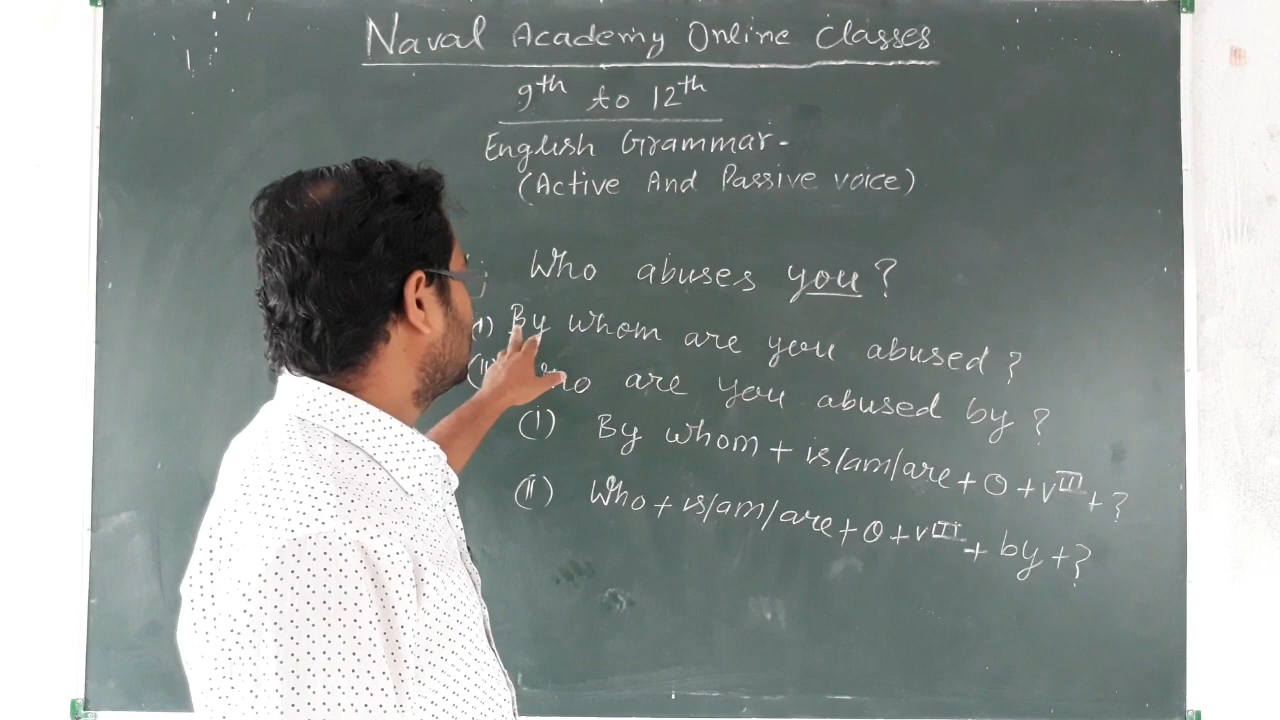 Naval Academy Online Classes
9th to 12th
English Grammar-
(Active And Passive voice)
Who abuses you?
(i) By whom are you abused?
(ii) Who are you abused by?
(i) By whom + is/am/are + O + vIII + ?
(ii) Who + is/am/are + O + vIII + by + ?